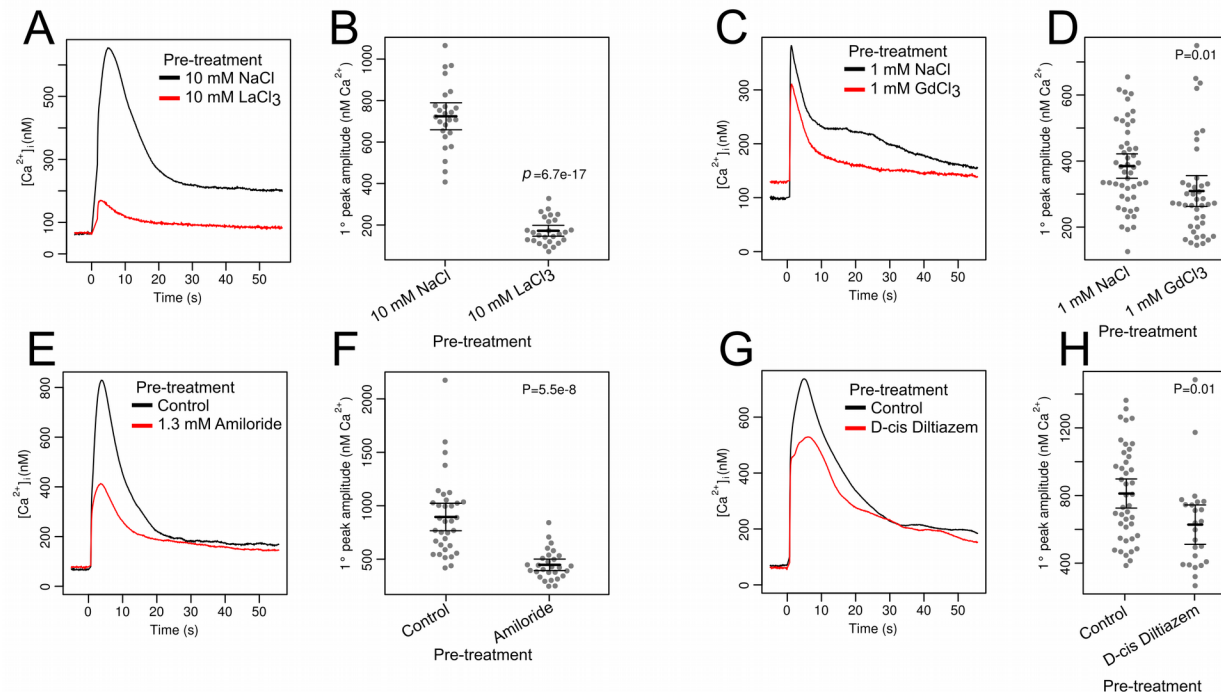 A
Pre-treatment
10 mM NaCl
10 mM LaCl3
[Ca²⁺]ᵢ(nM)
0
100
200
500
0
10
20
30
40
50
Time (s)
B
1° peak amplitude (nM Ca²⁺)
200
400
600
800
1000
p =6.7e-17
10 mM NaCl
10 mM LaCl3
Pre-treatment
C
Pre-treatment
1 mM NaCl
1 mM GdCl3
[Ca²⁺]ᵢ(nM)
0
100
150
200
300
0
10
20
30
40
50
Time (s)
D
P=0.01
1° peak amplitude (nM Ca²⁺)
200
400
600
1 mM NaCl
1 mM GdCl3
Pre-treatment
E
Pre-treatment
Control
1.3 mM Amiloride
[Ca²⁺]ᵢ(nM)
0
200
400
600
800
0
10
20
30
40
50
Time (s)
F
P=5.5e-8
1° peak amplitude (nM Ca²⁺)
500
1000
1500
2000
Control
Amiloride
Pre-treatment
G
Pre-treatment
Control
D-cis Diltiazem
[Ca²⁺]ᵢ(nM)
0
200
400
600
0
10
20
30
40
50
Time (s)
H
P=0.01
1° peak amplitude (nM Ca²⁺)
400
800
1200
Control
D-cis Diltiazem
Pre-treatment